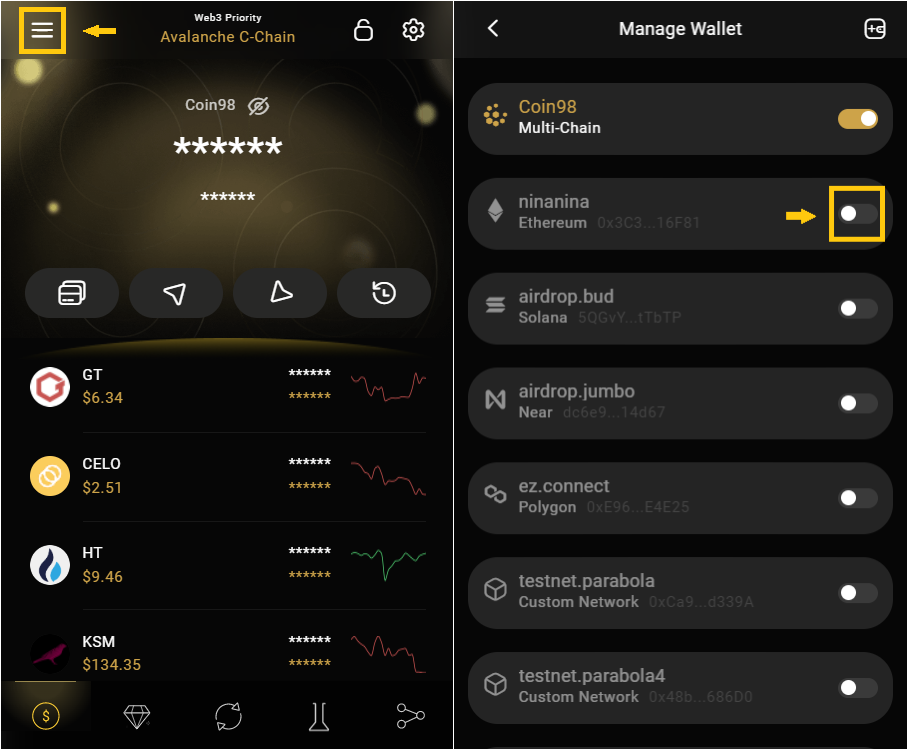 Web3 Priority
Avalanche C-Chain
Coin98
******
******
GT ******
$6.34 ******
CELO ******
$2.51 ******
HT ******
$9.46 ******
KSM ******
$134.35 ******
$
Manage Wallet
Coin98
Multi-Chain
ninanina
Ethereum 0x3C3...16F81
airdrop.bud
Solana 5QGvY...tTbTP
airdrop.jumbo
Near dc6e9...14d67
ez.connect
Polygon 0xE96...E4E25
testnet.parabola
Custom Network 0xCa9...d339A
testnet.parabola4
Custom Network 0x48b...686D0